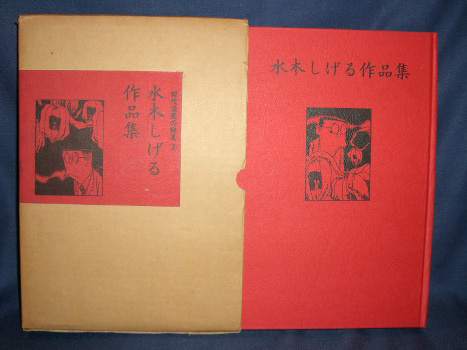 現代漫画の発見 3
水木しげる
作品集
水木しげる作品集